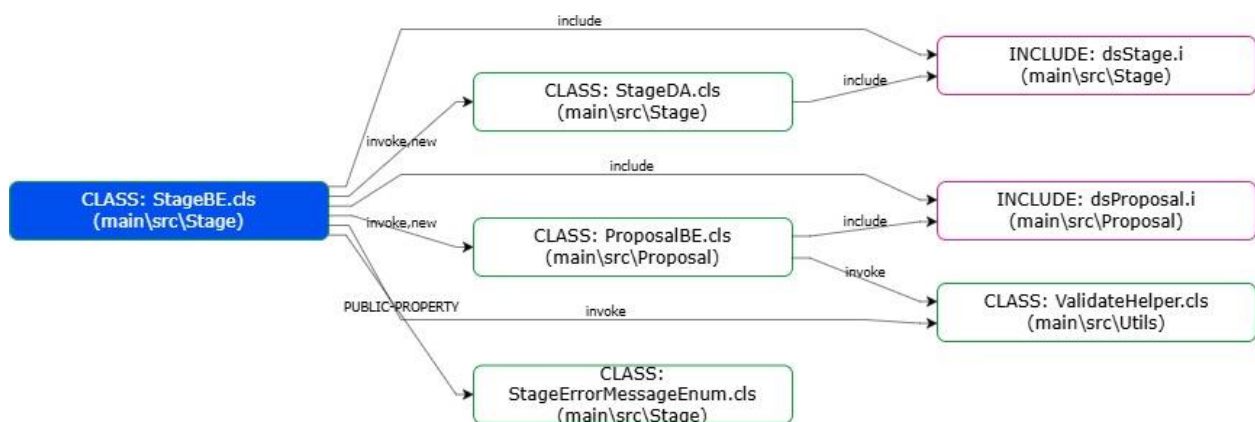 include
INCLUDE: dsStage.i
(main\src\Stage)
CLASS: StageDA.cls
(main\src\Stage)
include
invoke,new
include
CLASS: StageBE.cls
(main\src\Stage)
INCLUDE: dsProposal.i
(main\src\Proposal)
invoke,new
CLASS: ProposalBE.cls
(main\src\Proposal)
include
invoke
PUBLIC-PROPERTY
invoke
CLASS: ValidateHelper.cls
(main\src\Utils)
CLASS:
StageErrorMessageEnum.cls
(main\src\Stage)